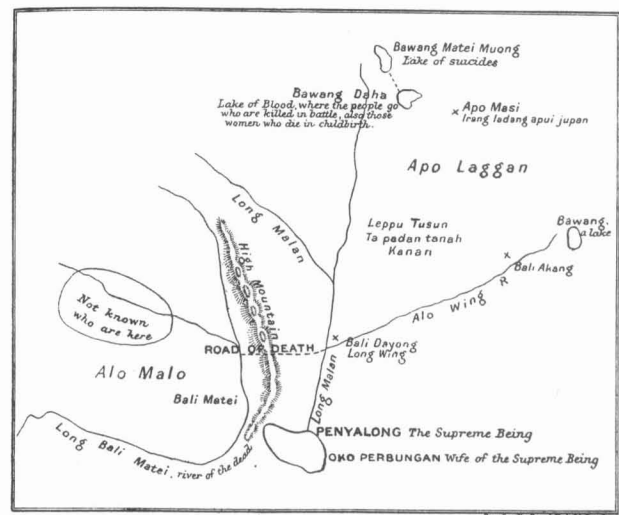 Bawang Matei Muong
Lake of suicides
Bawang Daha
Lake of Blood, where the people go
who are killed in battle, also those
women who die in childbirth.
Apo Masi
Irang ladang apui jupan
Apo Laggan
Long Malan
Leppu Tusun
Ta padan tanah
Kanan
Bawang.
a lake
Bali Akang
High Mountain
Alo Wing R
Not known
who are here
ROAD OF DEATH
Bali Dayong
Long Wing
Alo Malo
Bali Matei
Long Malan
Long Bali Matei, river of the dead
PENYALONG The Supreme Being
OKO PERBUNGAN Wife of the Supreme Being